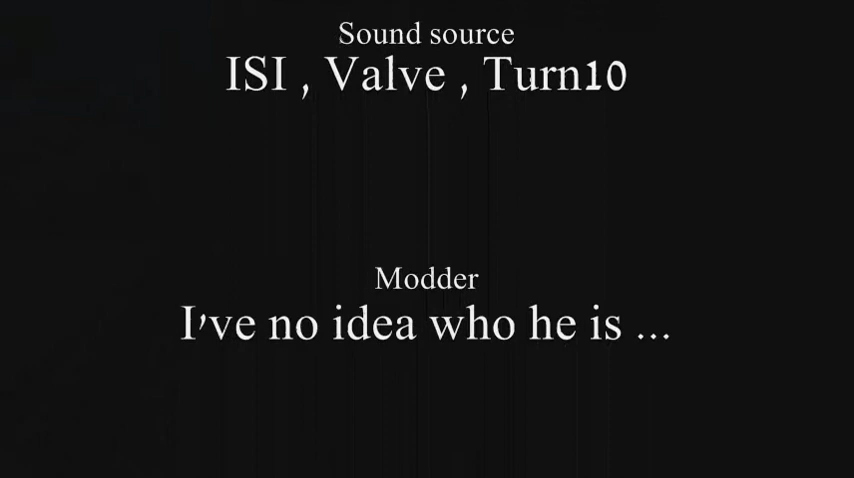 Sound source
ISI , Valve , Turn10
Modder
I've no idea who he is ...